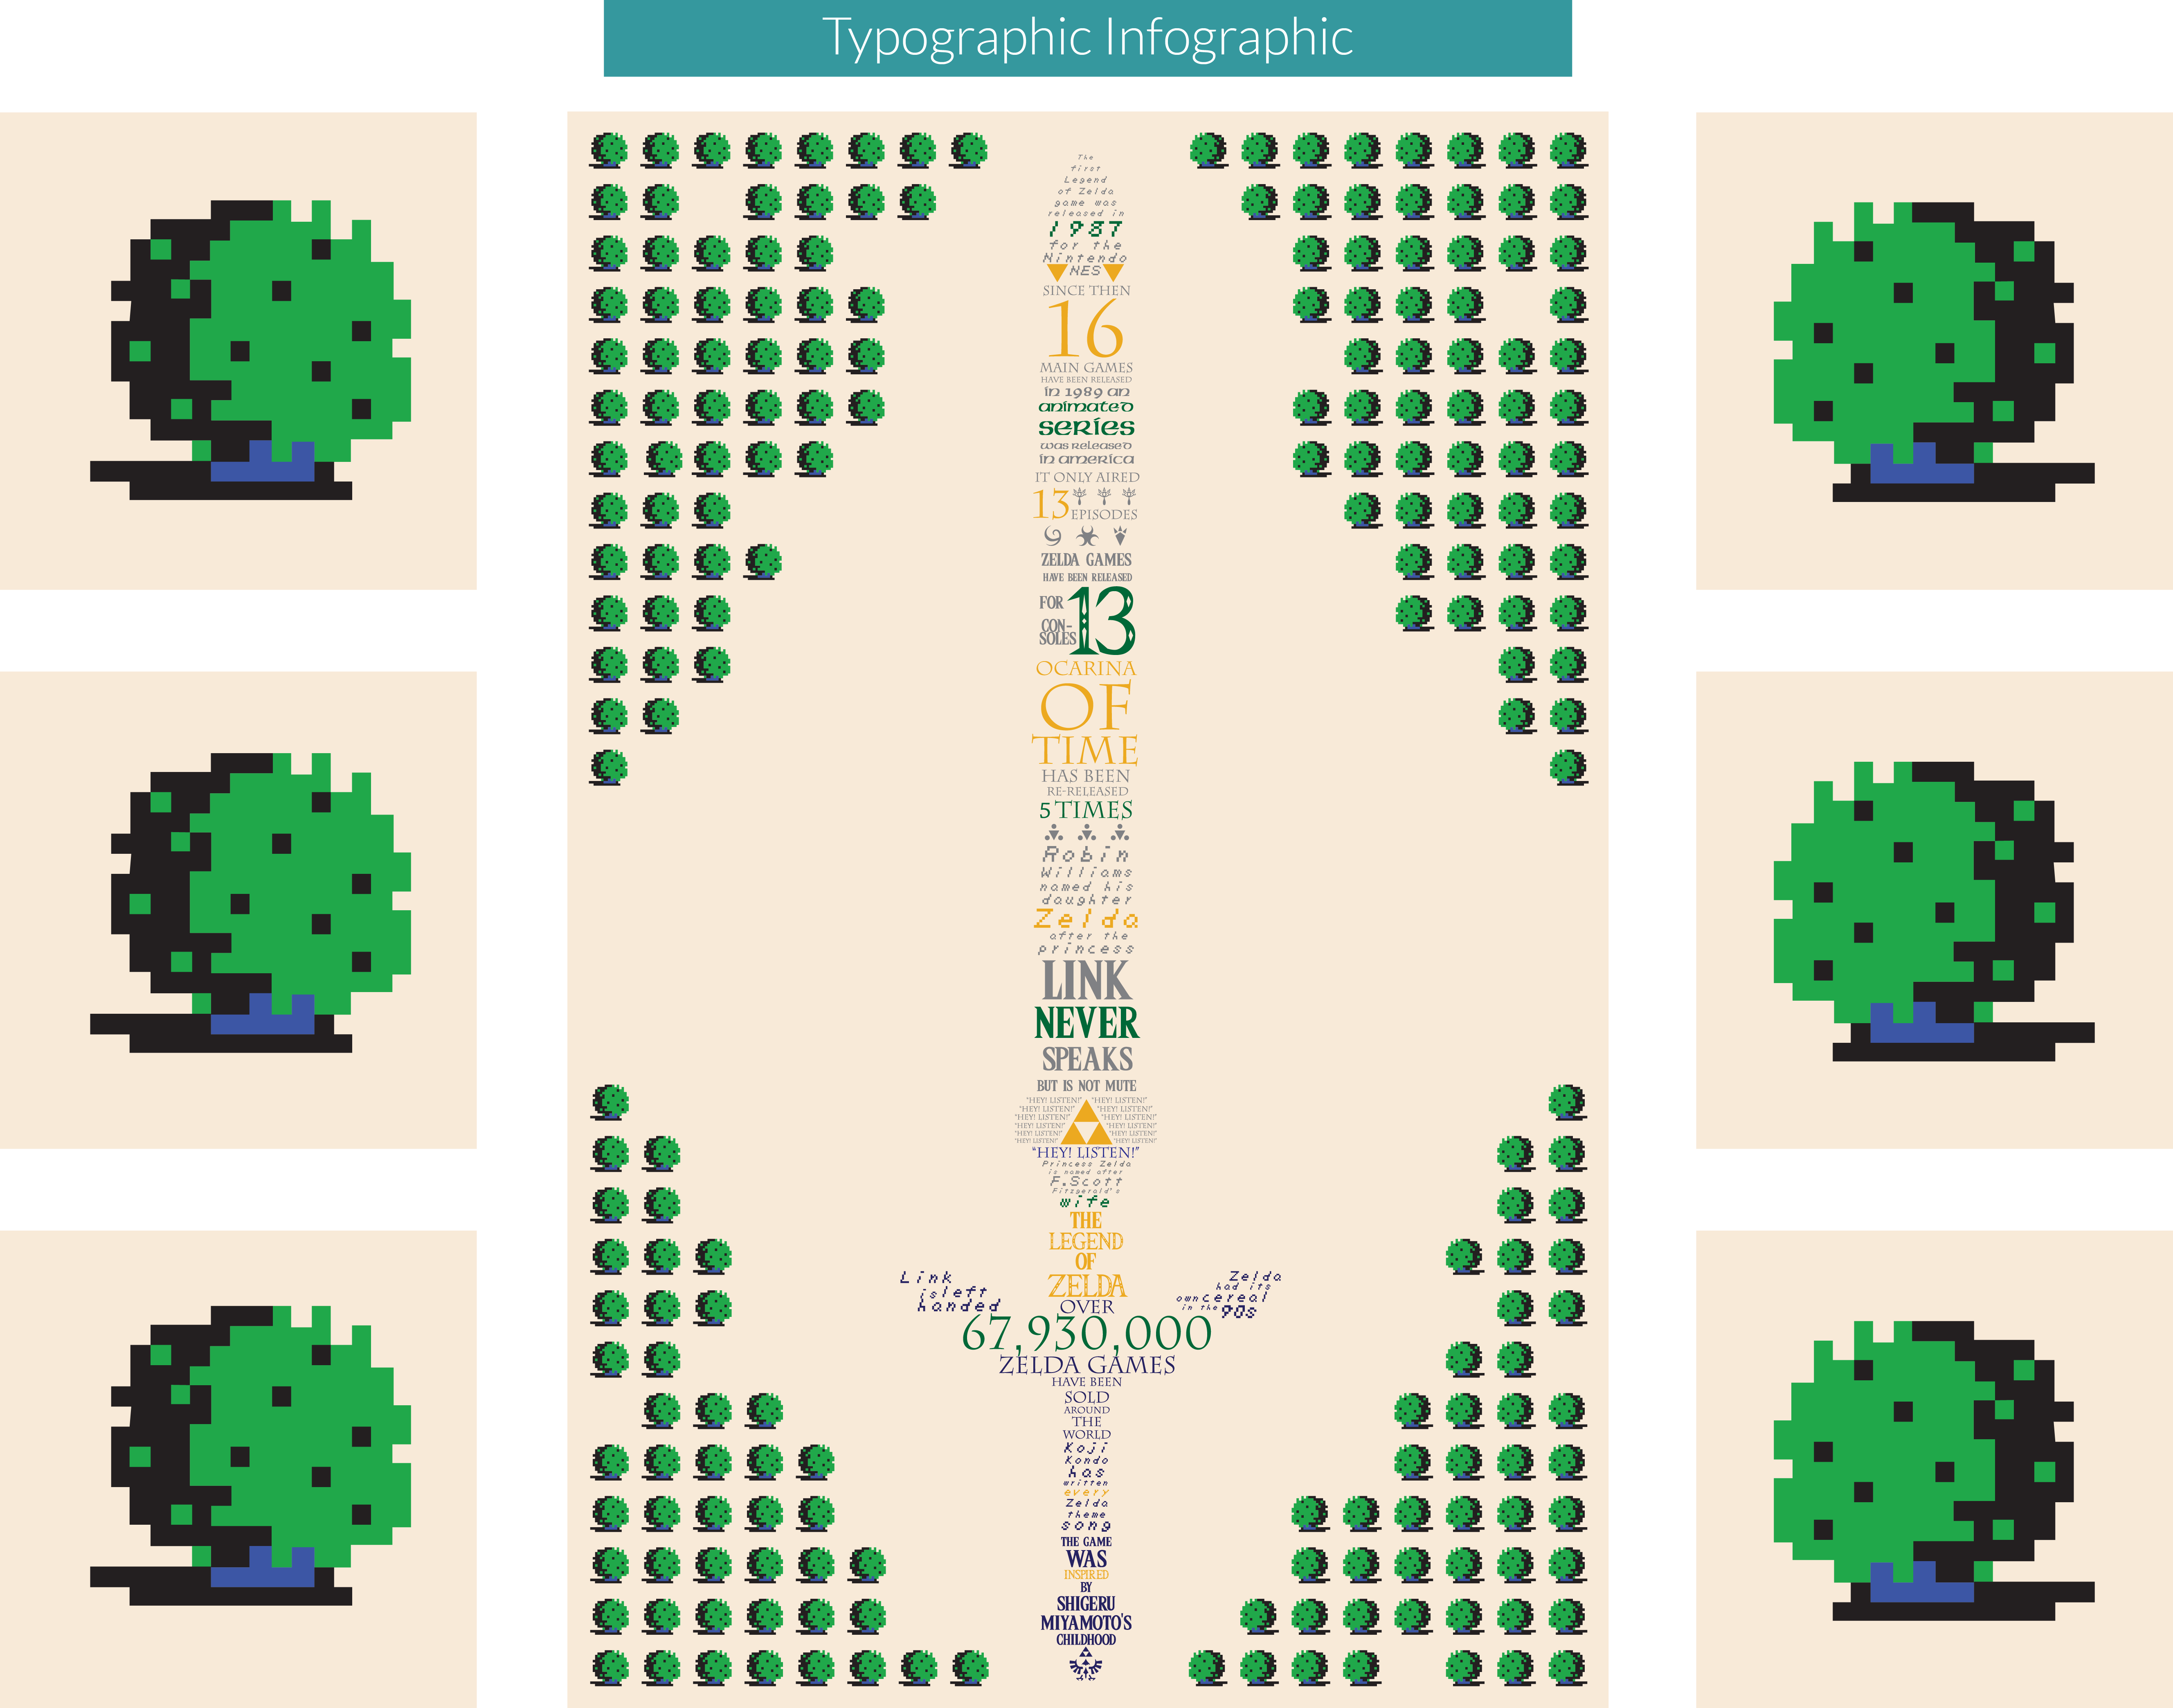 Typographic Infographic
The
first
Legend
of Zelda
game was
released in
1987
for the
Nintendo
NES
SINCE THEN
16
MAIN GAMES
HAVE BEEN RELEASED
in 1989 an
animated
series
was released
in america
IT ONLY AIRED
13 EPISODES
ZELDA GAMES
HAVE BEEN RELEASED
FOR 13
CON-
SOLES
OCARINA
OF
TIME
HAS BEEN
RE-RELEASED
5 TIMES
Robin
Williams
named his
daughter
Zelda
after the
princess
LINK
NEVER
SPEAKS
BUT IS NOT MUTE
"HEY! LISTEN!" "HEY! LISTEN!"
"HEY! LISTEN!" "HEY! LISTEN!"
"HEY! LISTEN!" "HEY! LISTEN!"
"HEY! LISTEN!" "HEY! LISTEN!"
"HEY! LISTEN!" "HEY! LISTEN!"
"HEY! LISTEN!" "HEY! LISTEN!"
"HEY! LISTEN!"
Princess Zelda
is named after
F.Scott
Fitzgerald's
wife
THE
LEGEND
OF
ZELDA
Link
is left
handed
Zelda
had its
own cereal
in the 90s
OVER
67,930,000
ZELDA GAMES
HAVE BEEN
SOLD
AROUND
THE
WORLD
Koji
Kondo
has
written
every
Zelda
theme
song
THE GAME
WAS
INSPIRED
BY
SHIGERU
MIYAMOTO'S
CHILDHOOD